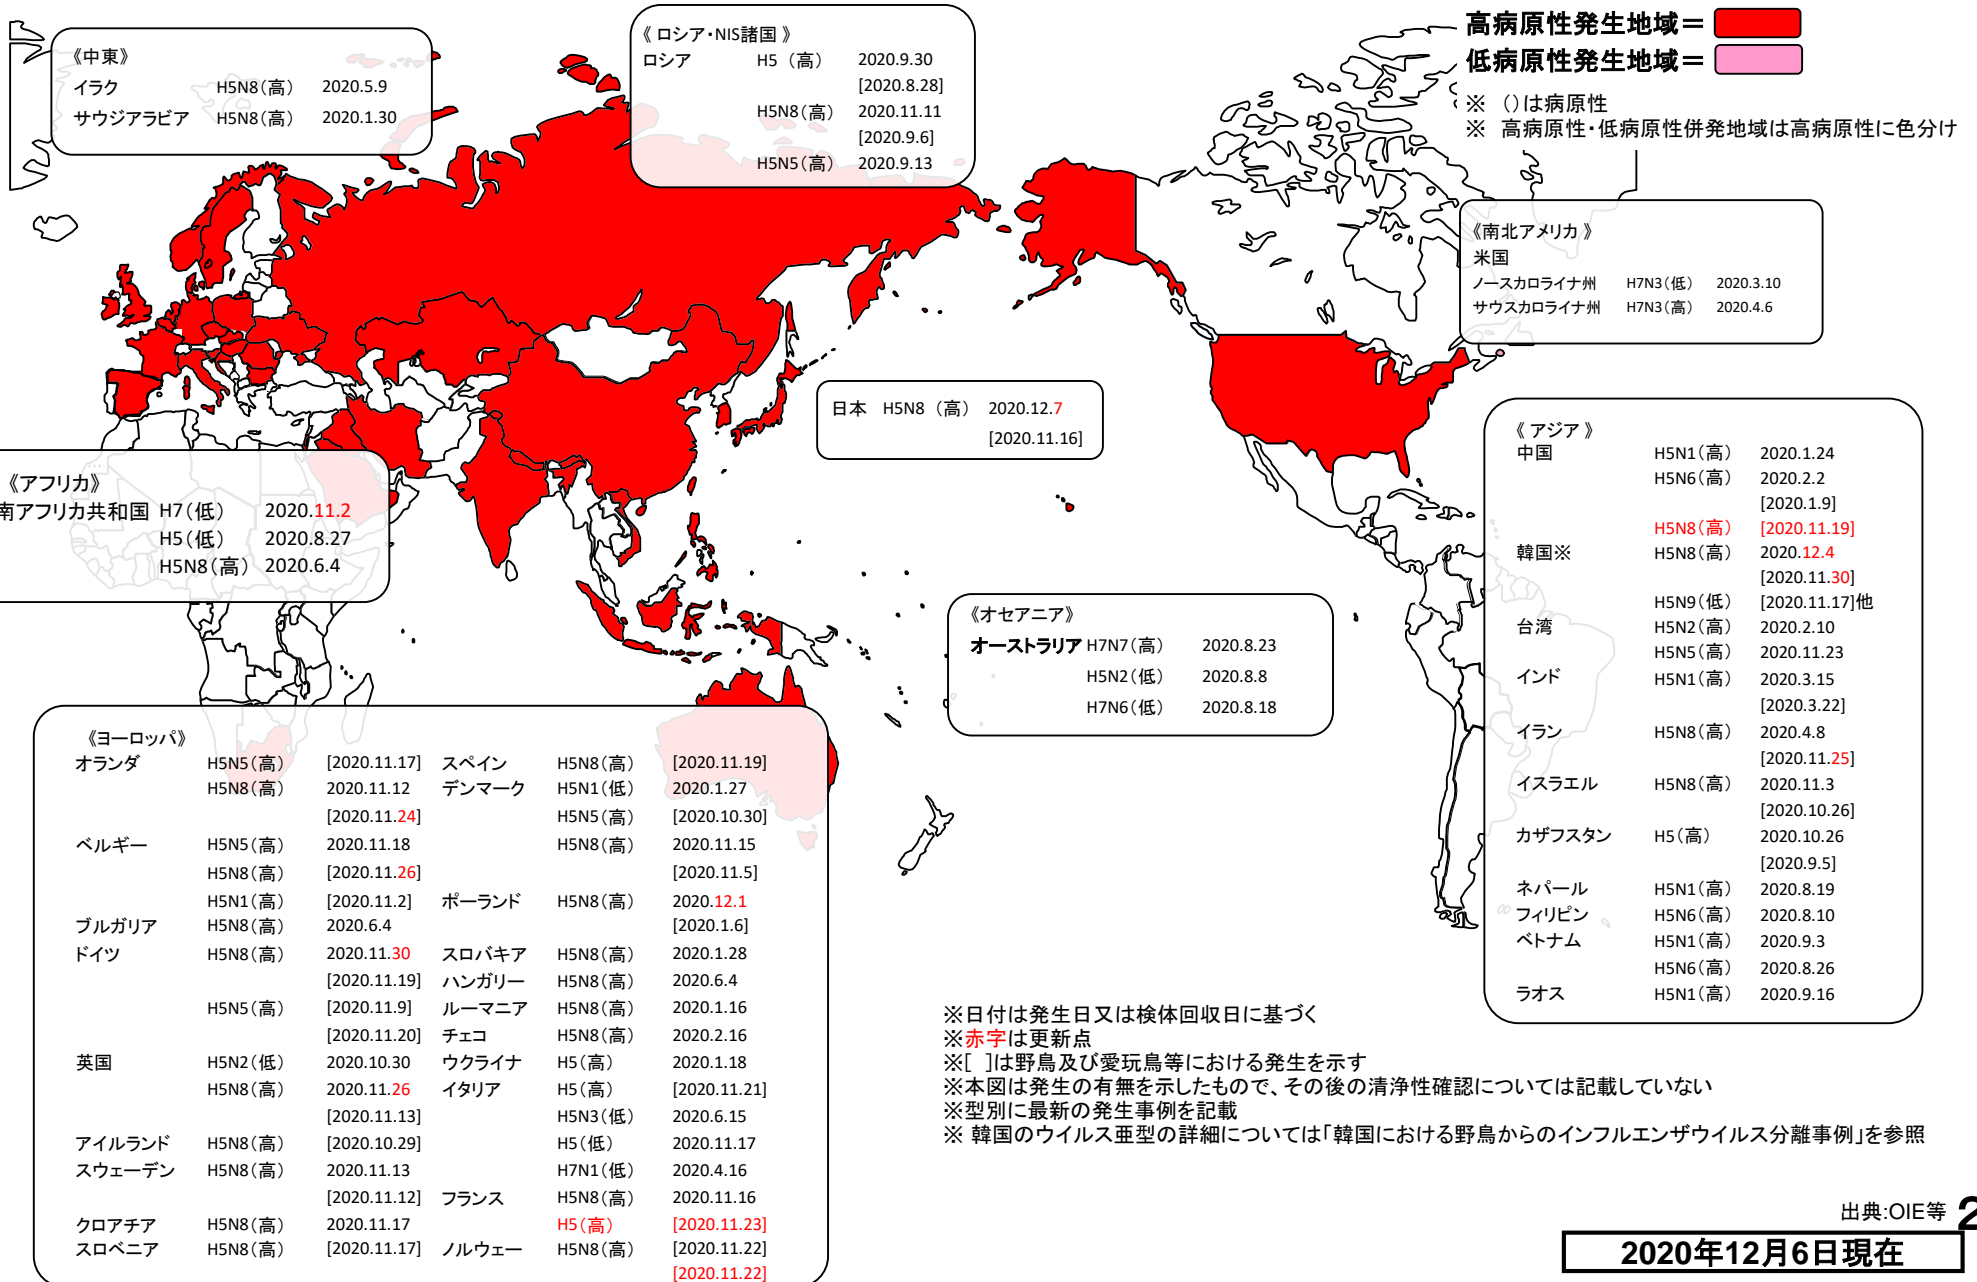 高病原性発生地域＝
低病原性発生地域＝
※ （）は病原性
※ 高病原性・低病原性併発地域は高病原性に色分け
《中東》
イラク H5N8（高） 2020.5.9
サウジアラビア H5N8（高） 2020.1.30
《 ロシア・NIS諸国 》
ロシア H5 （高） 2020.9.30
[2020.8.28]
H5N8（高） 2020.11.11
[2020.9.6]
H5N5（高） 2020.9.13
《南北アメリカ 》
米国
ノースカロライナ州 H7N3（低） 2020.3.10
サウスカロライナ州 H7N3（高） 2020.4.6
日本 H5N8 （高） 2020.12.7
[2020.11.16]
《アフリカ》
南アフリカ共和国 H7（低） 2020.11.2
H5（低） 2020.8.27
H5N8（高） 2020.6.4
《オセアニア》
オーストラリア H7N7（高） 2020.8.23
H5N2（低） 2020.8.8
H7N6（低） 2020.8.18
《 アジア 》
中国 H5N1（高） 2020.1.24
H5N6（高） 2020.2.2
[2020.1.9]
H5N8（高） [2020.11.19]
韓国※ H5N8（高） 2020.12.4
[2020.11.30]
H5N9（低） [2020.11.17]他
台湾 H5N2（高） 2020.2.10
H5N5（高） 2020.11.23
インド H5N1（高） 2020.3.15
[2020.3.22]
イラン H5N8（高） 2020.4.8
[2020.11.25]
イスラエル H5N8（高） 2020.11.3
[2020.10.26]
カザフスタン H5（高） 2020.10.26
[2020.9.5]
ネパール H5N1（高） 2020.8.19
フィリピン H5N6（高） 2020.8.10
ベトナム H5N1（高） 2020.9.3
H5N6（高） 2020.8.26
ラオス H5N1（高） 2020.9.16
《ヨーロッパ》
オランダ H5N5（高） [2020.11.17] スペイン H5N8（高） [2020.11.19]
H5N8（高） 2020.11.12 デンマーク H5N1（低） 2020.1.27
[2020.11.24] H5N5（高） [2020.10.30]
ベルギー H5N5（高） 2020.11.18 H5N8（高） 2020.11.15
H5N8（高） [2020.11.26] [2020.11.5]
H5N1（高） [2020.11.2] ポーランド H5N8（高） 2020.12.1
ブルガリア H5N8（高） 2020.6.4 [2020.1.6]
ドイツ H5N8（高） 2020.11.30 スロバキア H5N8（高） 2020.1.28
[2020.11.19] ハンガリー H5N8（高） 2020.6.4
H5N5（高） [2020.11.9] ルーマニア H5N8（高） 2020.1.16
[2020.11.20] チェコ H5N8（高） 2020.2.16
英国 H5N2（低） 2020.10.30 ウクライナ H5（高） 2020.1.18
H5N8（高） 2020.11.26 イタリア H5（高） [2020.11.21]
[2020.11.13] H5N3（低） 2020.6.15
アイルランド H5N8（高） [2020.10.29] H5（低） 2020.11.17
スウェーデン H5N8（高） 2020.11.13 H7N1（低） 2020.4.16
[2020.11.12] フランス H5N8（高） 2020.11.16
クロアチア H5N8（高） 2020.11.17 H5（高） [2020.11.23]
スロベニア H5N8（高） [2020.11.17] ノルウェー H5N8（高） [2020.11.22]
[2020.11.22]
※日付は発生日又は検体回収日に基づく
※赤字は更新点
※[ ]は野鳥及び愛玩鳥等における発生を示す
※本図は発生の有無を示したもので、その後の清浄性確認については記載していない
※型別に最新の発生事例を記載
※ 韓国のウイルス亜型の詳細については「韓国における野鳥からのインフルエンザウイルス分離事例」を参照
出典:OIE等 2
2020年12月6日現在